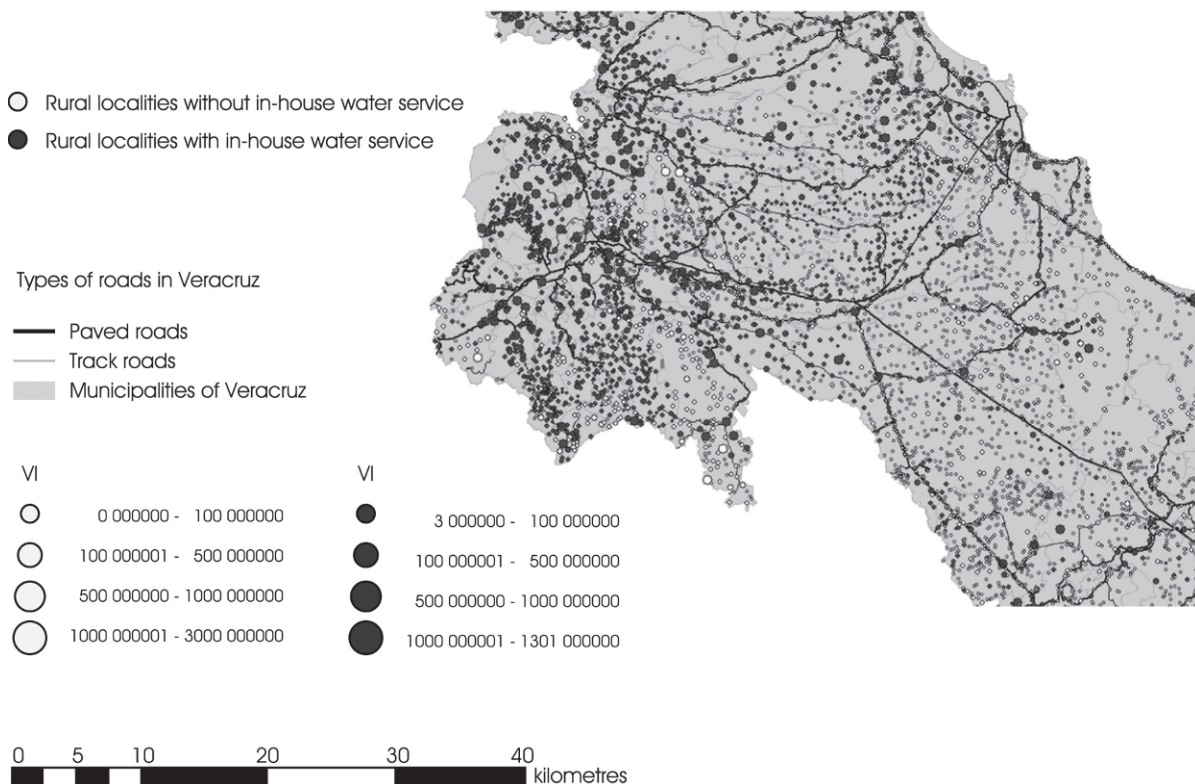 Rural localities without in-house water service
Rural localities with in-house water service
Types of roads in Veracruz
Paved roads
Track roads
Municipalities of Veracruz
VI
0 000000 - 100 000000
100 000001 - 500 000000
500 000000 - 1000 000000
1000 000001 - 3000 000000
VI
3 000000 - 100 000000
100 000001 - 500 000000
500 000000 - 1000 000000
1000 000001 - 1301 000000
0 5 10 20 30 40
kilometres